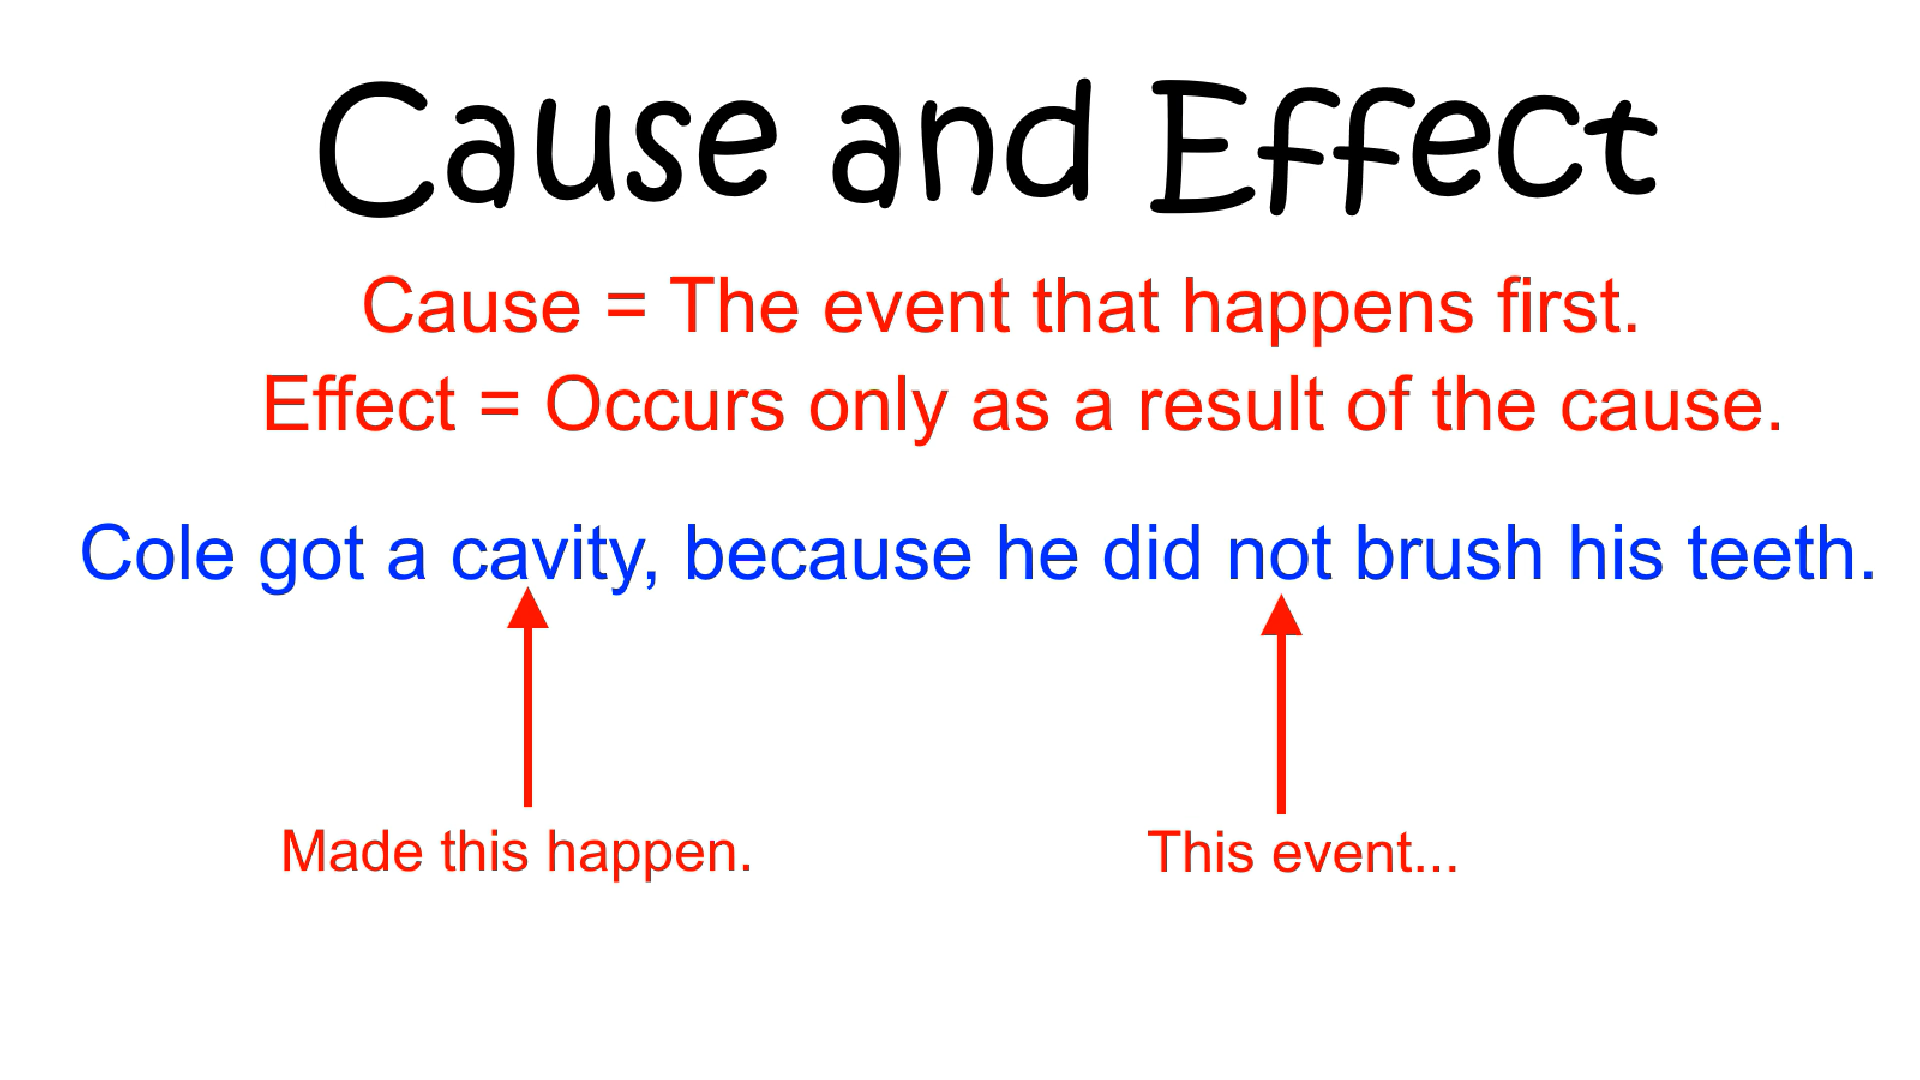 Cause and Effect
Cause = The event that happens first.
Effect = Occurs only as a result of the cause.
Cole got a cavity, because he did not brush his teeth.
Made this happen.
This event...